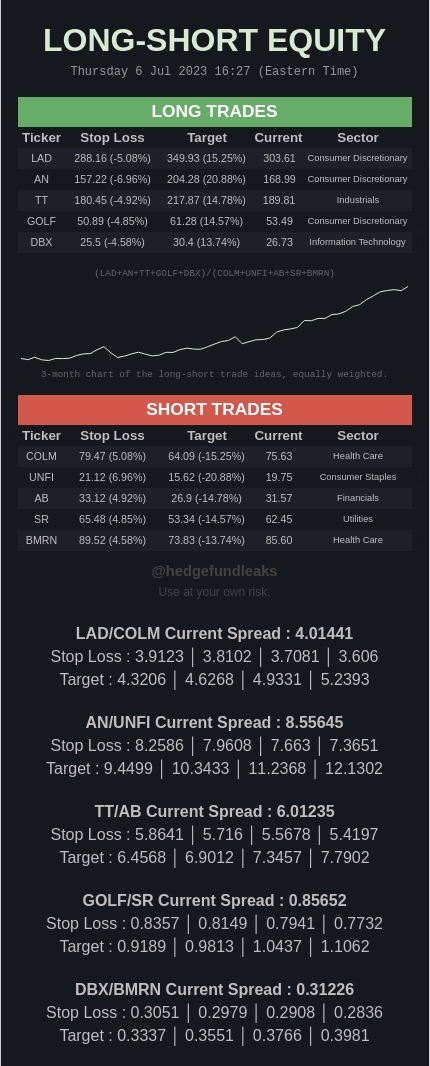 LONG-SHORT EQUITY
Thursday 6 Jul 2023 16:27 (Eastern Time)
LONG TRADES
Ticker Stop Loss Target Current Sector
LAD 288.16 (-5.08%) 349.93 (15.25%) 303.61 Consumer Discretionary
AN 157.22 (-6.96%) 204.28 (20.88%) 168.99 Consumer Discretionary
TT 180.45 (-4.92%) 217.87 (14.78%) 189.81 Industrials
GOLF 50.89 (-4.85%) 61.28 (14.57%) 53.49 Consumer Discretionary
DBX 25.5 (-4.58%) 30.4 (13.74%) 26.73 Information Technology
(LAD+AN+TT+GOLF+DBX)/(COLM+UNFI+AB+SR+BMRN)
3-month chart of the long-short trade ideas, equally weighted.
SHORT TRADES
Ticker Stop Loss Target Current Sector
COLM 79.47 (5.08%) 64.09 (-15.25%) 75.63 Health Care
UNFI 21.12 (6.96%) 15.62 (-20.88%) 19.75 Consumer Staples
AB 33.12 (4.92%) 26.9 (-14.78%) 31.57 Financials
SR 65.48 (4.85%) 53.34 (-14.57%) 62.45 Utilities
BMRN 89.52 (4.58%) 73.83 (-13.74%) 85.60 Health Care
@hedgefundleaks
Use at your own risk.
LAD/COLM Current Spread : 4.01441
Stop Loss : 3.9123 │ 3.8102 │ 3.7081 │ 3.606
Target : 4.3206 │ 4.6268 │ 4.9331 │ 5.2393
AN/UNFI Current Spread : 8.55645
Stop Loss : 8.2586 │ 7.9608 │ 7.663 │ 7.3651
Target : 9.4499 │ 10.3433 │ 11.2368 │ 12.1302
TT/AB Current Spread : 6.01235
Stop Loss : 5.8641 │ 5.716 │ 5.5678 │ 5.4197
Target : 6.4568 │ 6.9012 │ 7.3457 │ 7.7902
GOLF/SR Current Spread : 0.85652
Stop Loss : 0.8357 │ 0.8149 │ 0.7941 │ 0.7732
Target : 0.9189 │ 0.9813 │ 1.0437 │ 1.1062
DBX/BMRN Current Spread : 0.31226
Stop Loss : 0.3051 │ 0.2979 │ 0.2908 │ 0.2836
Target : 0.3337 │ 0.3551 │ 0.3766 │ 0.3981